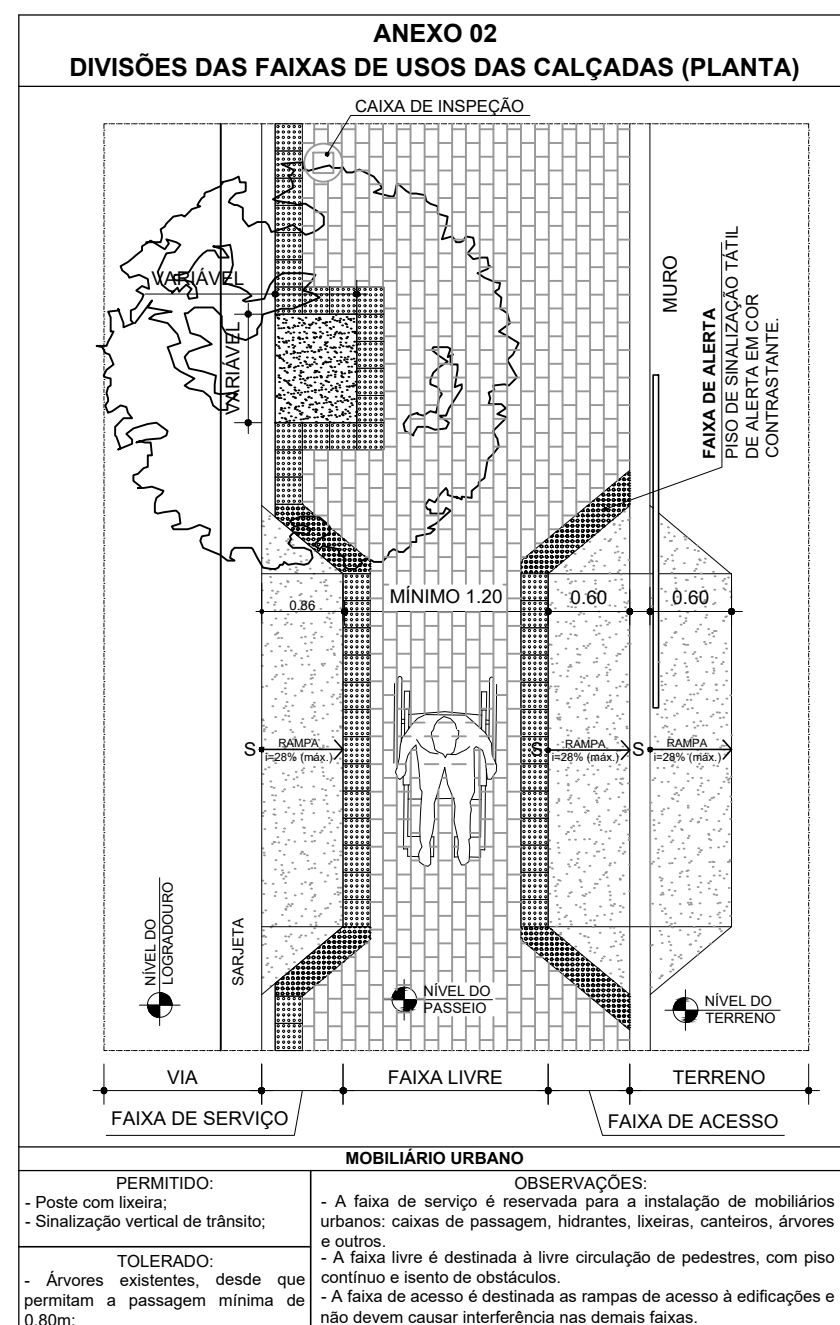 ANEXO 02
DIVISÕES DAS FAIXAS DE USOS DAS CALÇADAS (PLANTA)
CAIXA DE INSPEÇÃO
VARIÁVEL
VARIÁVEL
MURO
FAIXA DE ALERTA
PISO DE SINALIZAÇÃO TÁTIL
DE ALERTA EM COR
CONTRASTANTE.
0.86
MÍNIMO 1.20
0.60
0.60
S
RAMPA
i=28% (máx.)
S
RAMPA
i=28% (máx.)
S
RAMPA
i=28% (máx.)
NÍVEL DO
LOGRADOURO
SARJETA
NÍVEL DO
PASSEIO
NÍVEL DO
TERRENO
VIA
FAIXA LIVRE
TERRENO
FAIXA DE SERVIÇO
FAIXA DE ACESSO
MOBILIÁRIO URBANO
PERMITIDO:
- Poste com lixeira;
- Sinalização vertical de trânsito;
TOLERADO:
- Árvores existentes, desde que
permitam a passagem mínima de
0.80m;
OBSERVAÇÕES:
- A faixa de serviço é reservada para a instalação de mobiliários
urbanos: caixas de passagem, hidrantes, lixeiras, canteiros, árvores
e outros.
- A faixa livre é destinada à livre circulação de pedestres, com piso
contínuo e isento de obstáculos.
- A faixa de acesso é destinada as rampas de acesso à edificações e
não devem causar interferência nas demais faixas.